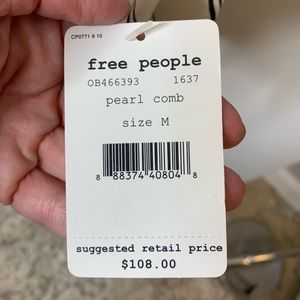 CP0771 9 10
free people
OB466393 1637
pearl comb
size M
8 88374 40804 8
suggested retail price
$108.00